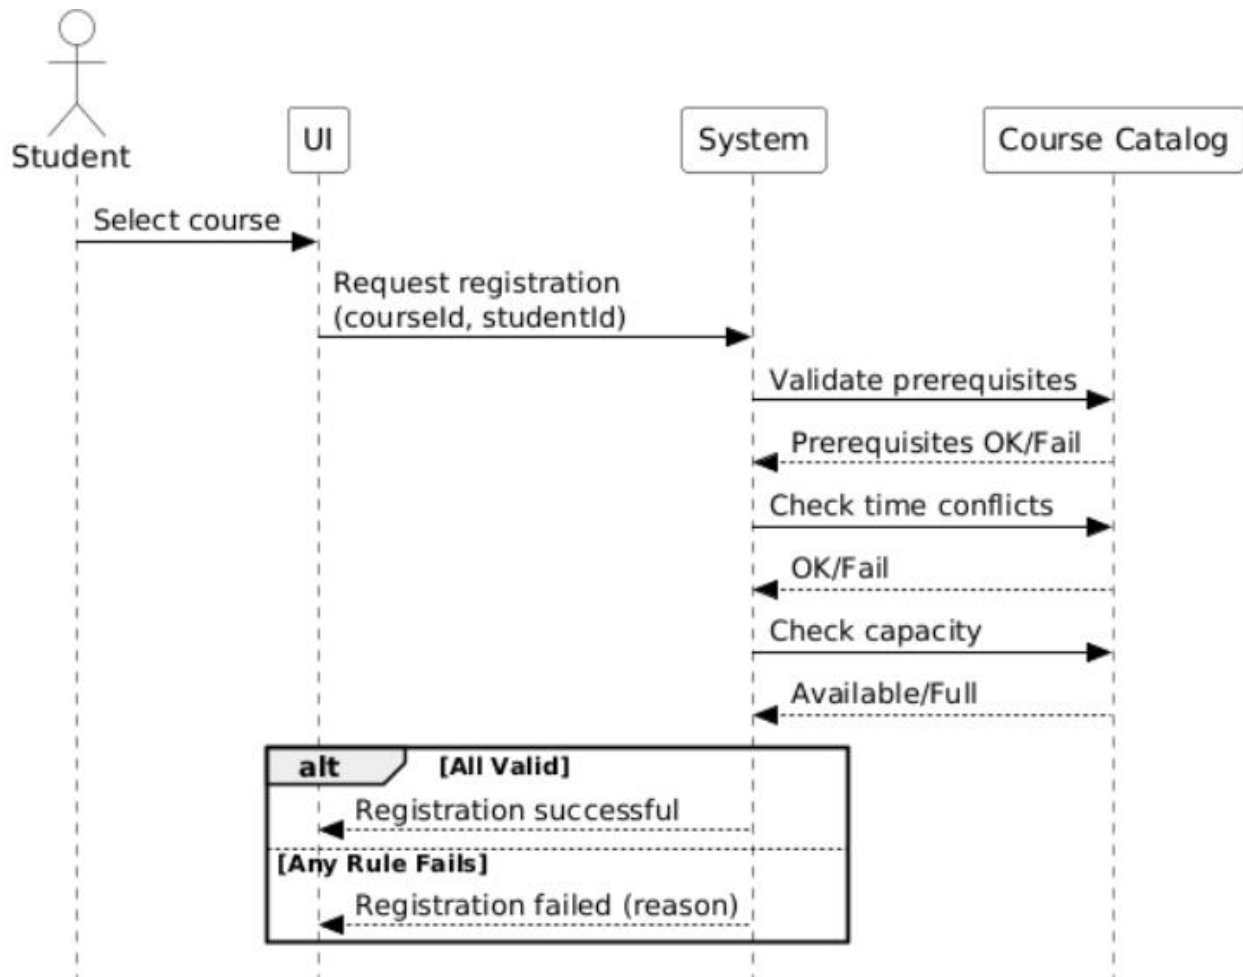 Student
UI
System
Course Catalog
Select course
Request registration
(courseId, studentId)
Validate prerequisites
Prerequisites OK/Fail
Check time conflicts
OK/Fail
Check capacity
Available/Full
alt [All Valid]
Registration successful
[Any Rule Fails]
Registration failed (reason)